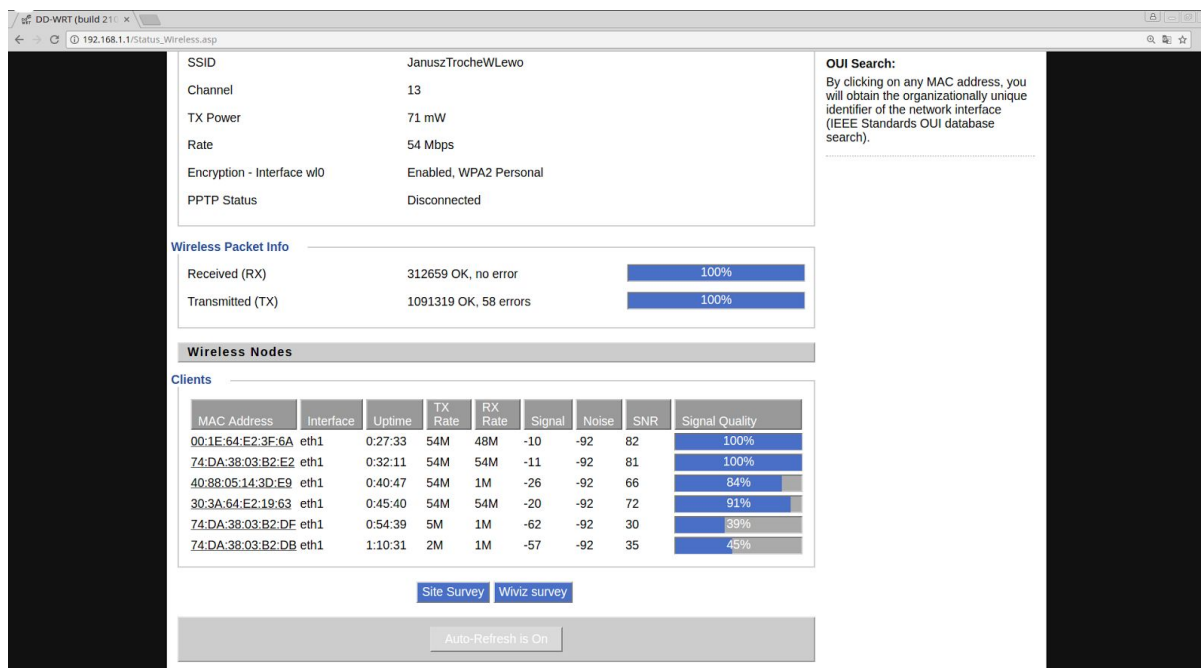 DD-WRT (build 210
192.168.1.1/Status_Wireless.asp
SSID JanuszTrocheWLewo
Channel 13
TX Power 71 mW
Rate 54 Mbps
Encryption - Interface wl0 Enabled, WPA2 Personal
PPTP Status Disconnected
Wireless Packet Info
Received (RX) 312659 OK, no error 100%
Transmitted (TX) 1091319 OK, 58 errors 100%
Wireless Nodes
Clients
MAC Address Interface Uptime TX Rate RX Rate Signal Noise SNR Signal Quality
00:1E:64:E2:3F:6A eth1 0:27:33 54M 48M -10 -92 82 100%
74:DA:38:03:B2:E2 eth1 0:32:11 54M 54M -11 -92 81 100%
40:88:05:14:3D:E9 eth1 0:40:47 54M 1M -26 -92 66 84%
30:3A:64:E2:19:63 eth1 0:45:40 54M 54M -20 -92 72 91%
74:DA:38:03:B2:DF eth1 0:54:39 5M 1M -62 -92 30 39%
74:DA:38:03:B2:DB eth1 1:10:31 2M 1M -57 -92 35 45%
Site Survey Wiviz survey
Auto-Refresh is On
OUI Search:
By clicking on any MAC address, you
will obtain the organizationally unique
identifier of the network interface
(IEEE Standards OUI database
search).